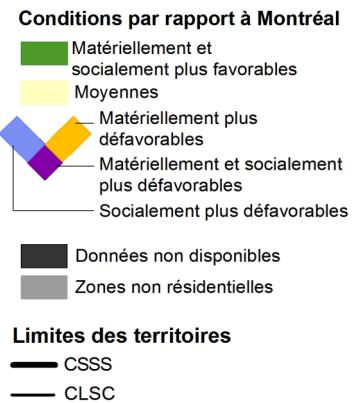 Conditions par rapport à Montréal
Matériellement et
socialement plus favorables
Moyennes
Matériellement plus
défavorables
Matériellement et socialement
plus défavorables
Socialement plus défavorables
Données non disponibles
Zones non résidentielles
Limites des territoires
CSSS
CLSC